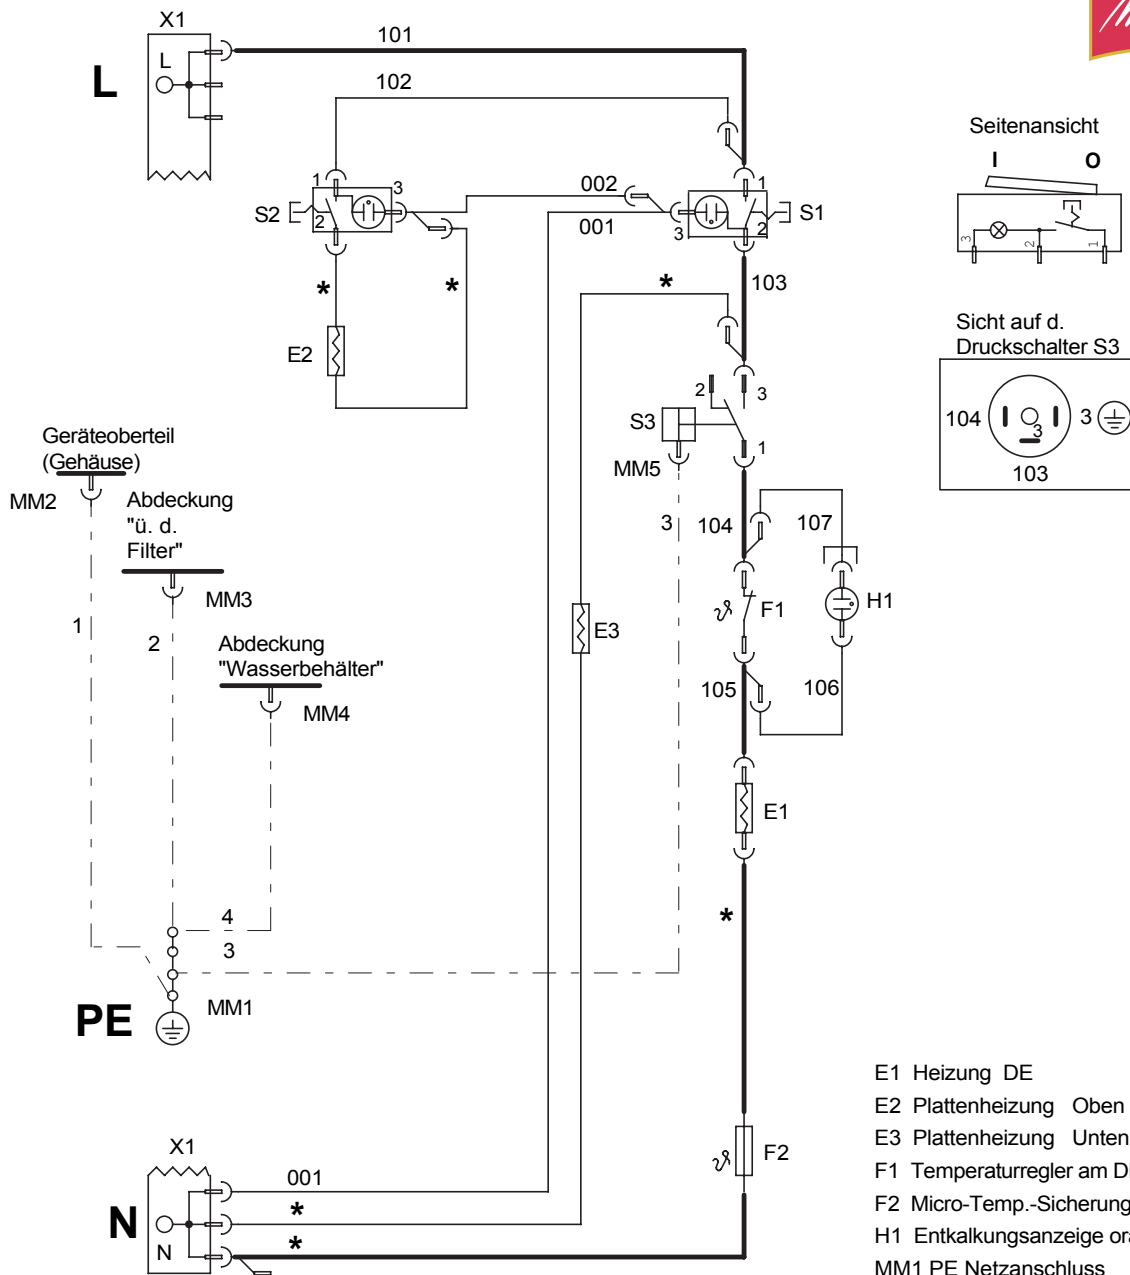 X1
L
L
101
102
1
3
S2
2
002
001
1
S1
3
2
*
*
*
103
E2
2
3
S3
1
MM5
Seitenansicht
I O
3 2 1
Sicht auf d.
Druckschalter S3
104
3
3
103
Geräteoberteil
(Gehäuse)
MM2
Abdeckung
"ü. d.
Filter"
MM3
1
2
Abdeckung
"Wasserbehälter"
MM4
3
104
107
F1
H1
E3
105
106
E1
*
4
3
MM1
PE
F2
X1
N
N
001
*
*
E1 Heizung DE
E2 Plattenheizung Oben
E3 Plattenheizung Unten
F1 Temperaturregler am
F2 Micro-Temp.-Sicherung
H1 Entkalkungsanzeige
MM1 PE Netzanschluss